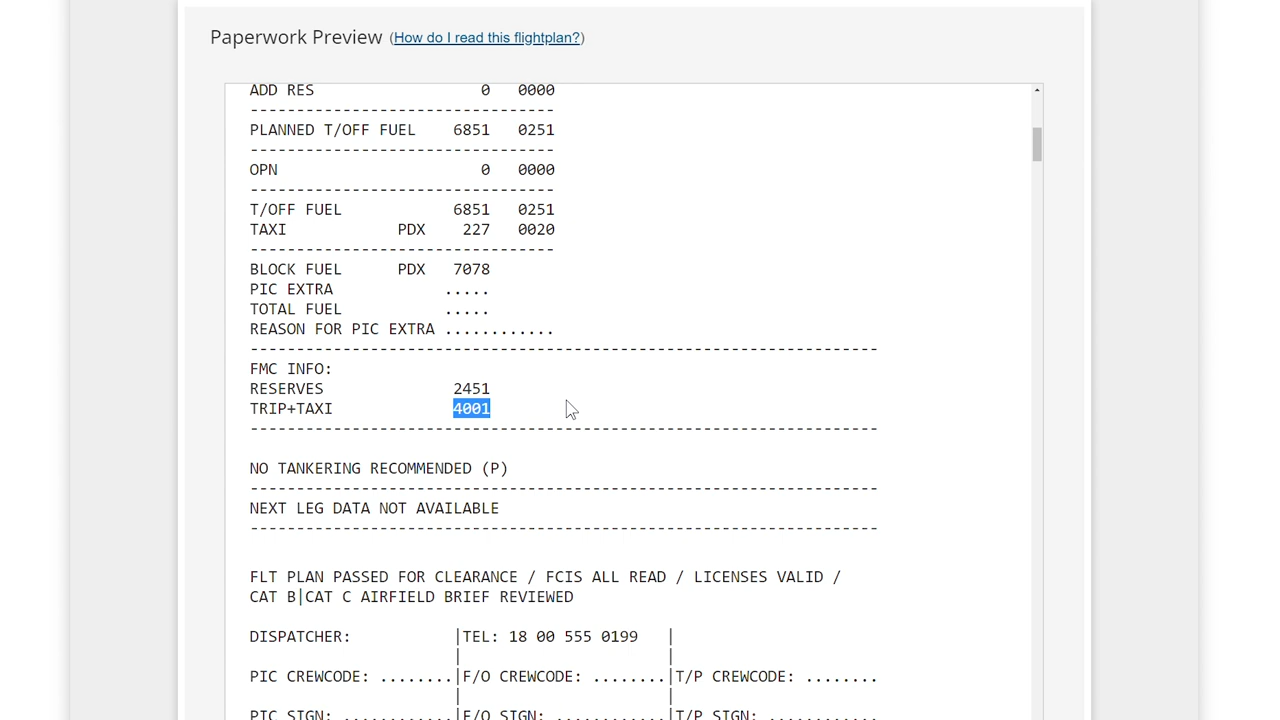 Paperwork Preview (How do I read this flightplan?)
ADD RES 0 0000
---------------------------------
PLANNED T/OFF FUEL 6851 0251
---------------------------------
OPN 0 0000
---------------------------------
T/OFF FUEL 6851 0251
TAXI PDX 227 0020
---------------------------------
BLOCK FUEL PDX 7078
PIC EXTRA .....
TOTAL FUEL .....
REASON FOR PIC EXTRA ............
--------------------------------------------------------------------
FMC INFO:
RESERVES 2451
TRIP+TAXI 4001
--------------------------------------------------------------------
NO TANKERING RECOMMENDED (P)
--------------------------------------------------------------------
NEXT LEG DATA NOT AVAILABLE
--------------------------------------------------------------------
FLT PLAN PASSED FOR CLEARANCE / FCIS ALL READ / LICENSES VALID /
CAT B|CAT C AIRFIELD BRIEF REVIEWED
DISPATCHER: |TEL: 18 00 555 0199 |
| |
PIC CREWCODE: ........|F/O CREWCODE: ........|T/P CREWCODE: ........
| |
PIC SIGN: ............|F/O SIGN: ............|T/P SIGN: ............